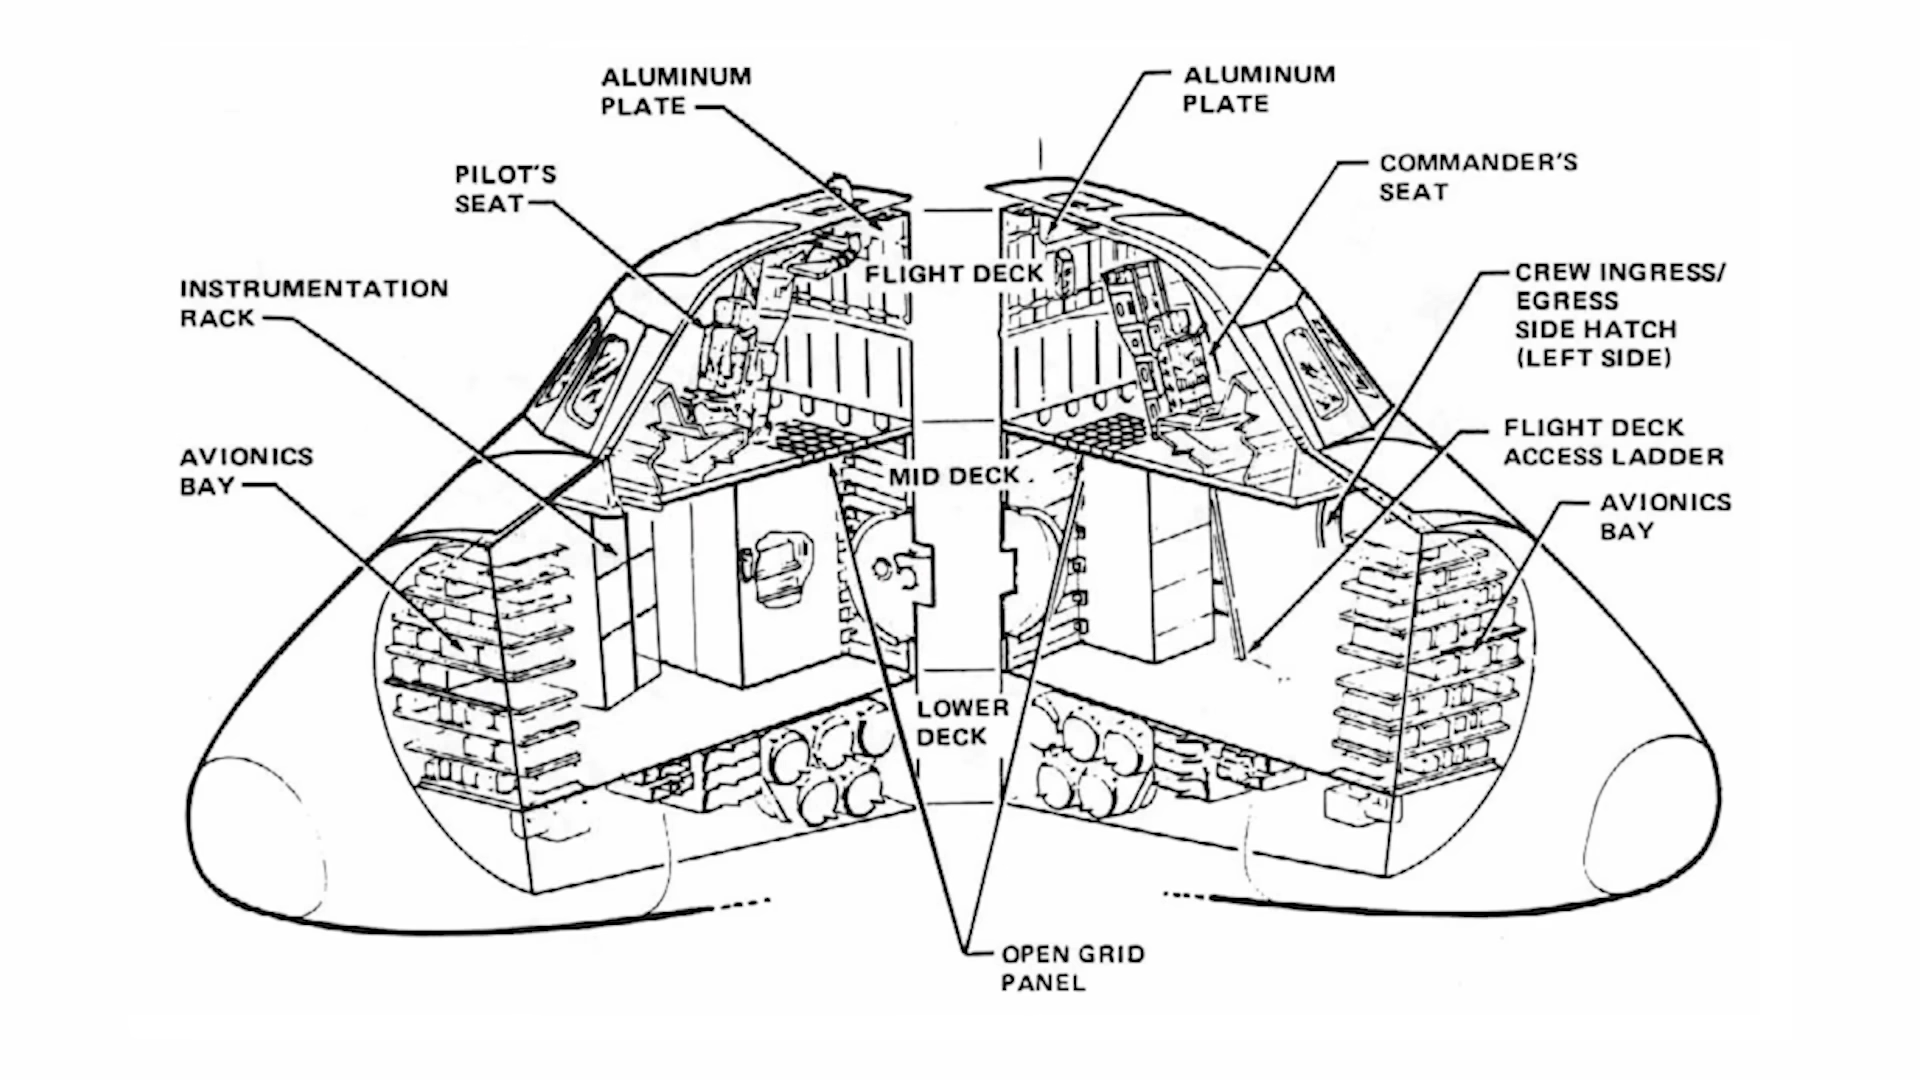 ALUMINUM
PLATE
ALUMINUM
PLATE
PILOT'S
SEAT
COMMANDER'S
SEAT
INSTRUMENTATION
RACK
FLIGHT DECK
CREW INGRESS/
EGRESS
SIDE HATCH
(LEFT SIDE)
AVIONICS
BAY
MID DECK
FLIGHT DECK
ACCESS LADDER
AVIONICS
BAY
LOWER
DECK
OPEN GRID
PANEL